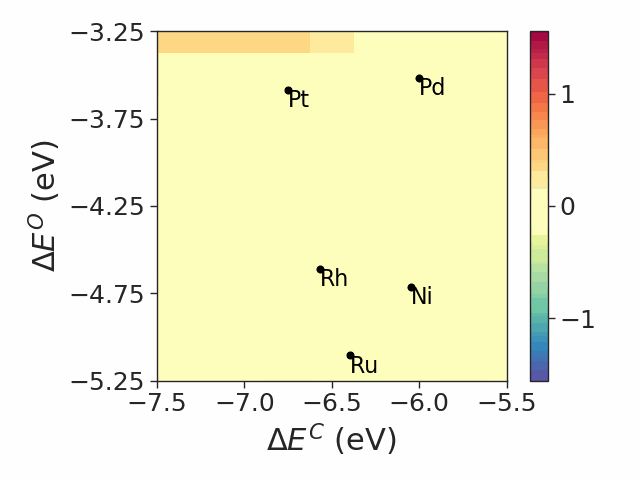 −3.25
−3.75
−4.25
−4.75
−5.25
ΔE^O (eV)
Pt
Pd
Rh
Ni
Ru
−7.5 −7.0 −6.5 −6.0 −5.5
ΔE^C (eV)
1
0
−1